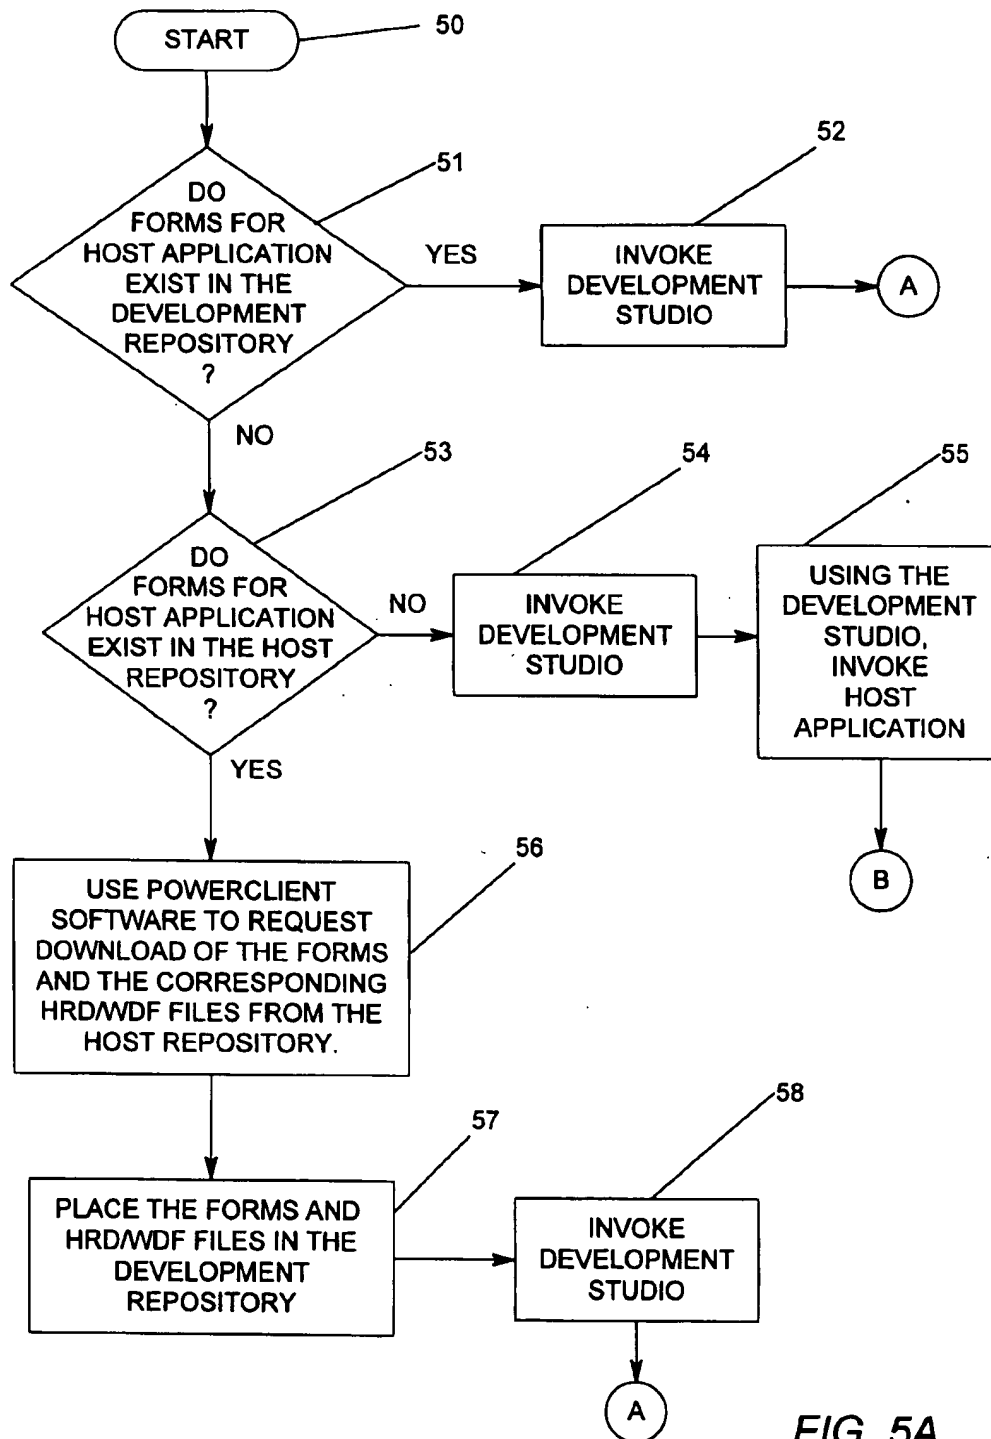 START
50
DO
FORMS FOR
HOST APPLICATION
EXIST IN THE
DEVELOPMENT
REPOSITORY
?
51
YES
INVOKE
DEVELOPMENT
STUDIO
52
A
NO
DO
FORMS FOR
HOST APPLICATION
EXIST IN THE HOST
REPOSITORY
?
53
NO
INVOKE
DEVELOPMENT
STUDIO
54
USING THE
DEVELOPMENT
STUDIO,
INVOKE
HOST
APPLICATION
55
B
YES
USE POWERCLIENT
SOFTWARE TO REQUEST
DOWNLOAD OF THE FORMS
AND THE CORRESPONDING
HRD/WDF FILES FROM THE
HOST REPOSITORY.
56
PLACE THE FORMS AND
HRD/WDF FILES IN THE
DEVELOPMENT
REPOSITORY
57
INVOKE
DEVELOPMENT
STUDIO
58
A
FIG. 5A